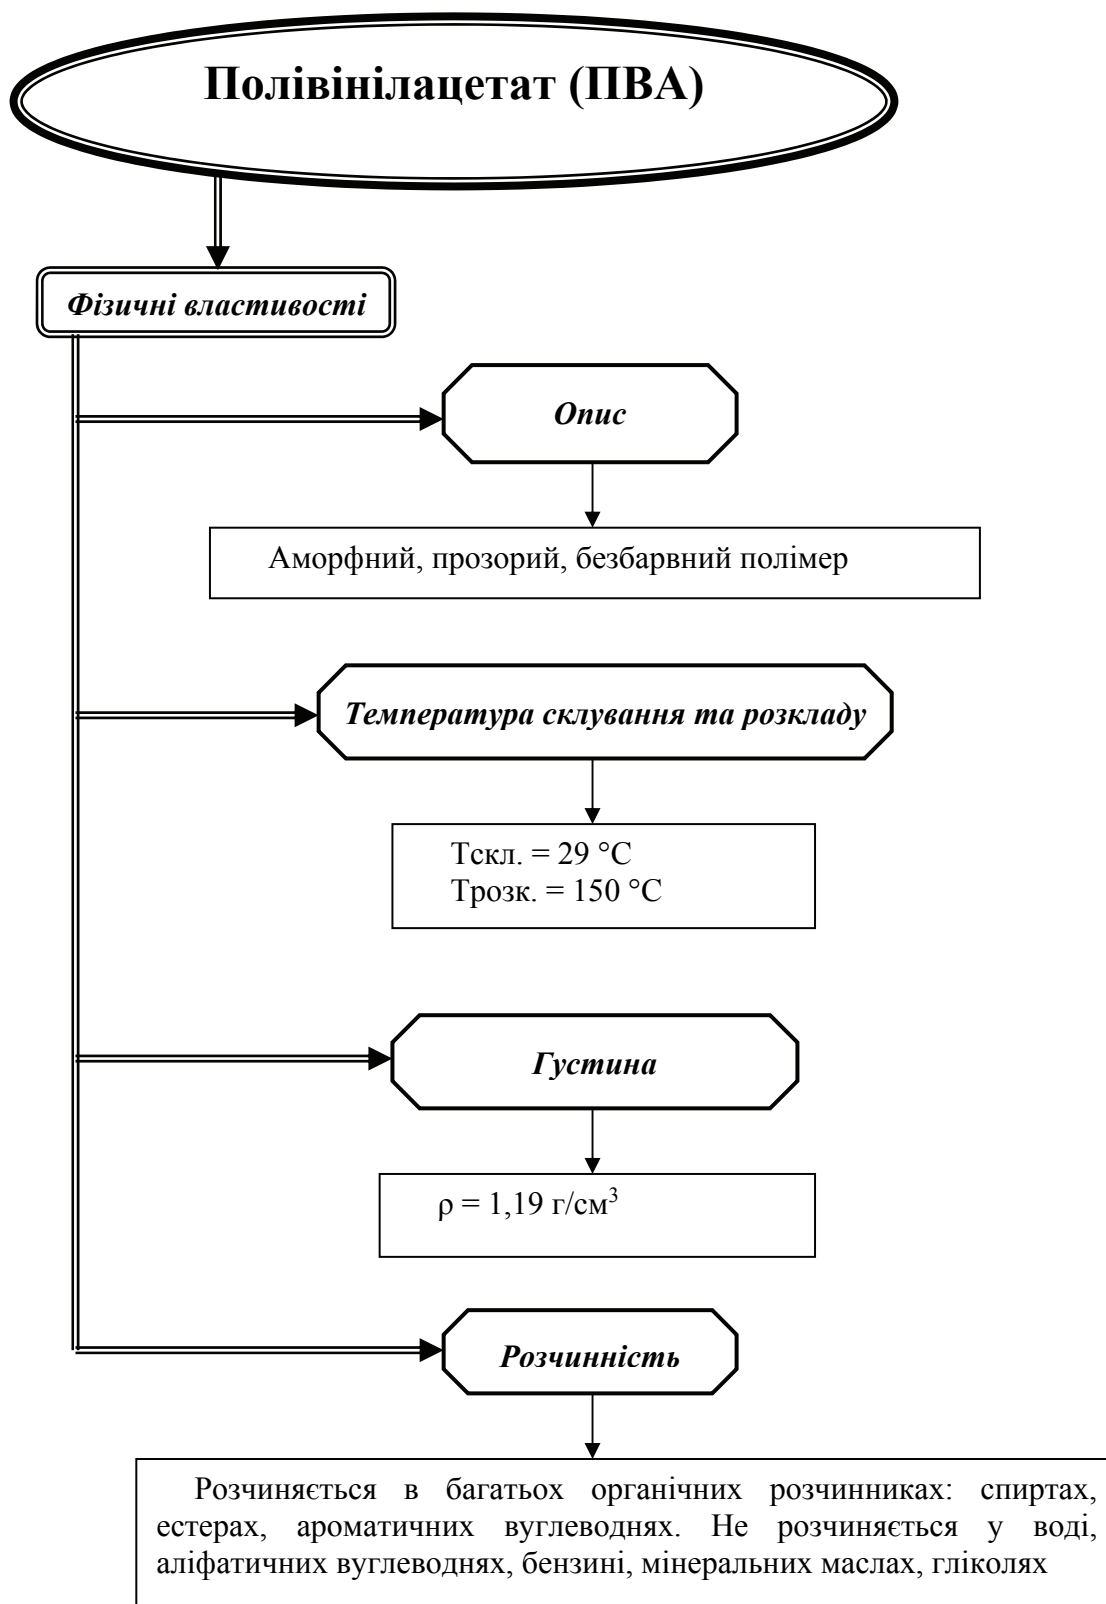 Полівінілацетат (ПВА)
Фізичні властивості
Опис
Аморфний, прозорий, безбарвний полімер
Температура склування та розкладу
Тскл. = 29 °С
Трозк. = 150 °С
Густина
ρ = 1,19 г/см³
Розчинність
Розчиняється в багатьох органічних розчинниках: спиртах,
естерах, ароматичних вуглеводнях. Не розчиняється у воді,
аліфатичних вуглеводнях, бензині, мінеральних маслах, гліколях